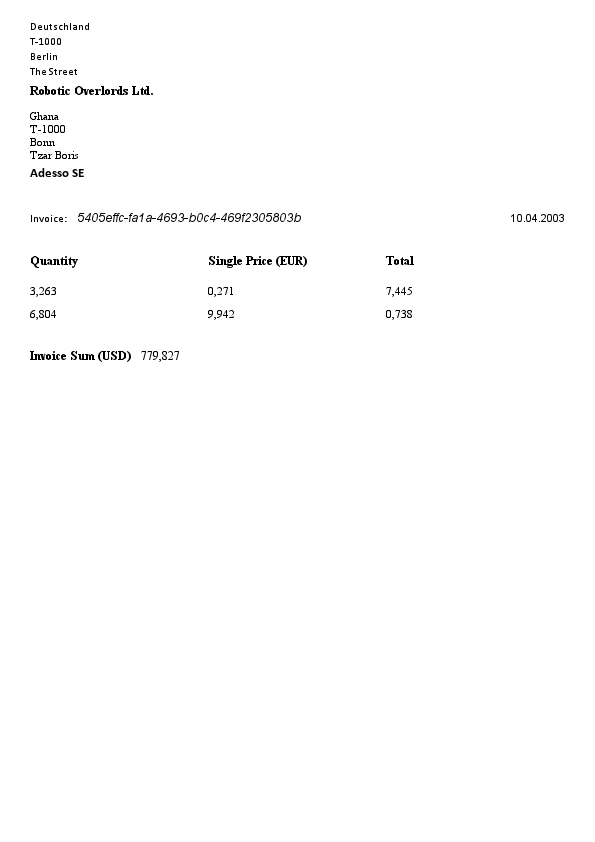 Deutschland
T-1000
Berlin
The Street
Robotic Overlords Ltd.
Ghana
T-1000
Bonn
Tzar Boris
Adesso SE
Invoice: 5405effc-fa1a-4693-b0c4-469f2305803b 10.04.2003
Quantity Single Price (EUR) Total
3,263 0,271 7,445
6,804 9,942 0,738
Invoice Sum (USD) 779,827